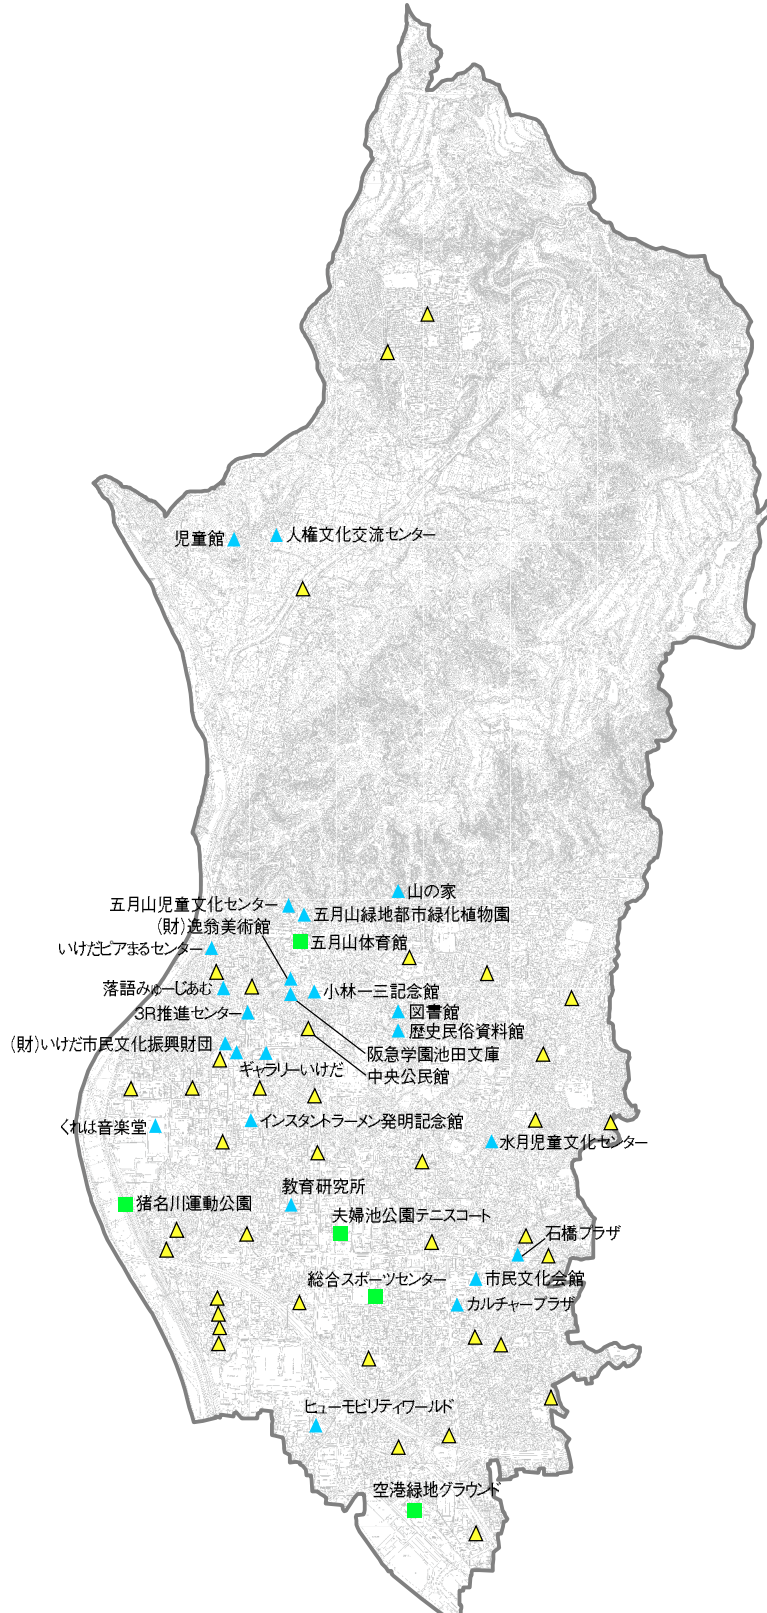 児童館
人権文化交流センター
山の家
五月山児童文化センター
五月山緑地都市緑化植物園
(財)逸翁美術館
五月山体育館
いけだピアまるセンター
落語みゅーじあむ
小林一三記念館
3R推進センター
図書館
歴史民俗資料館
(財)いけだ市民文化振興財団
阪急学園池田文庫
ギャラリーいけだ
中央公民館
くれは音楽堂
インスタントラーメン発明記念館
水月児童文化センター
教育研究所
猪名川運動公園
夫婦池公園テニスコート
石橋プラザ
総合スポーツセンター
市民文化会館
カルチャープラザ
ヒューモビリティワールド
空港緑地グラウンド